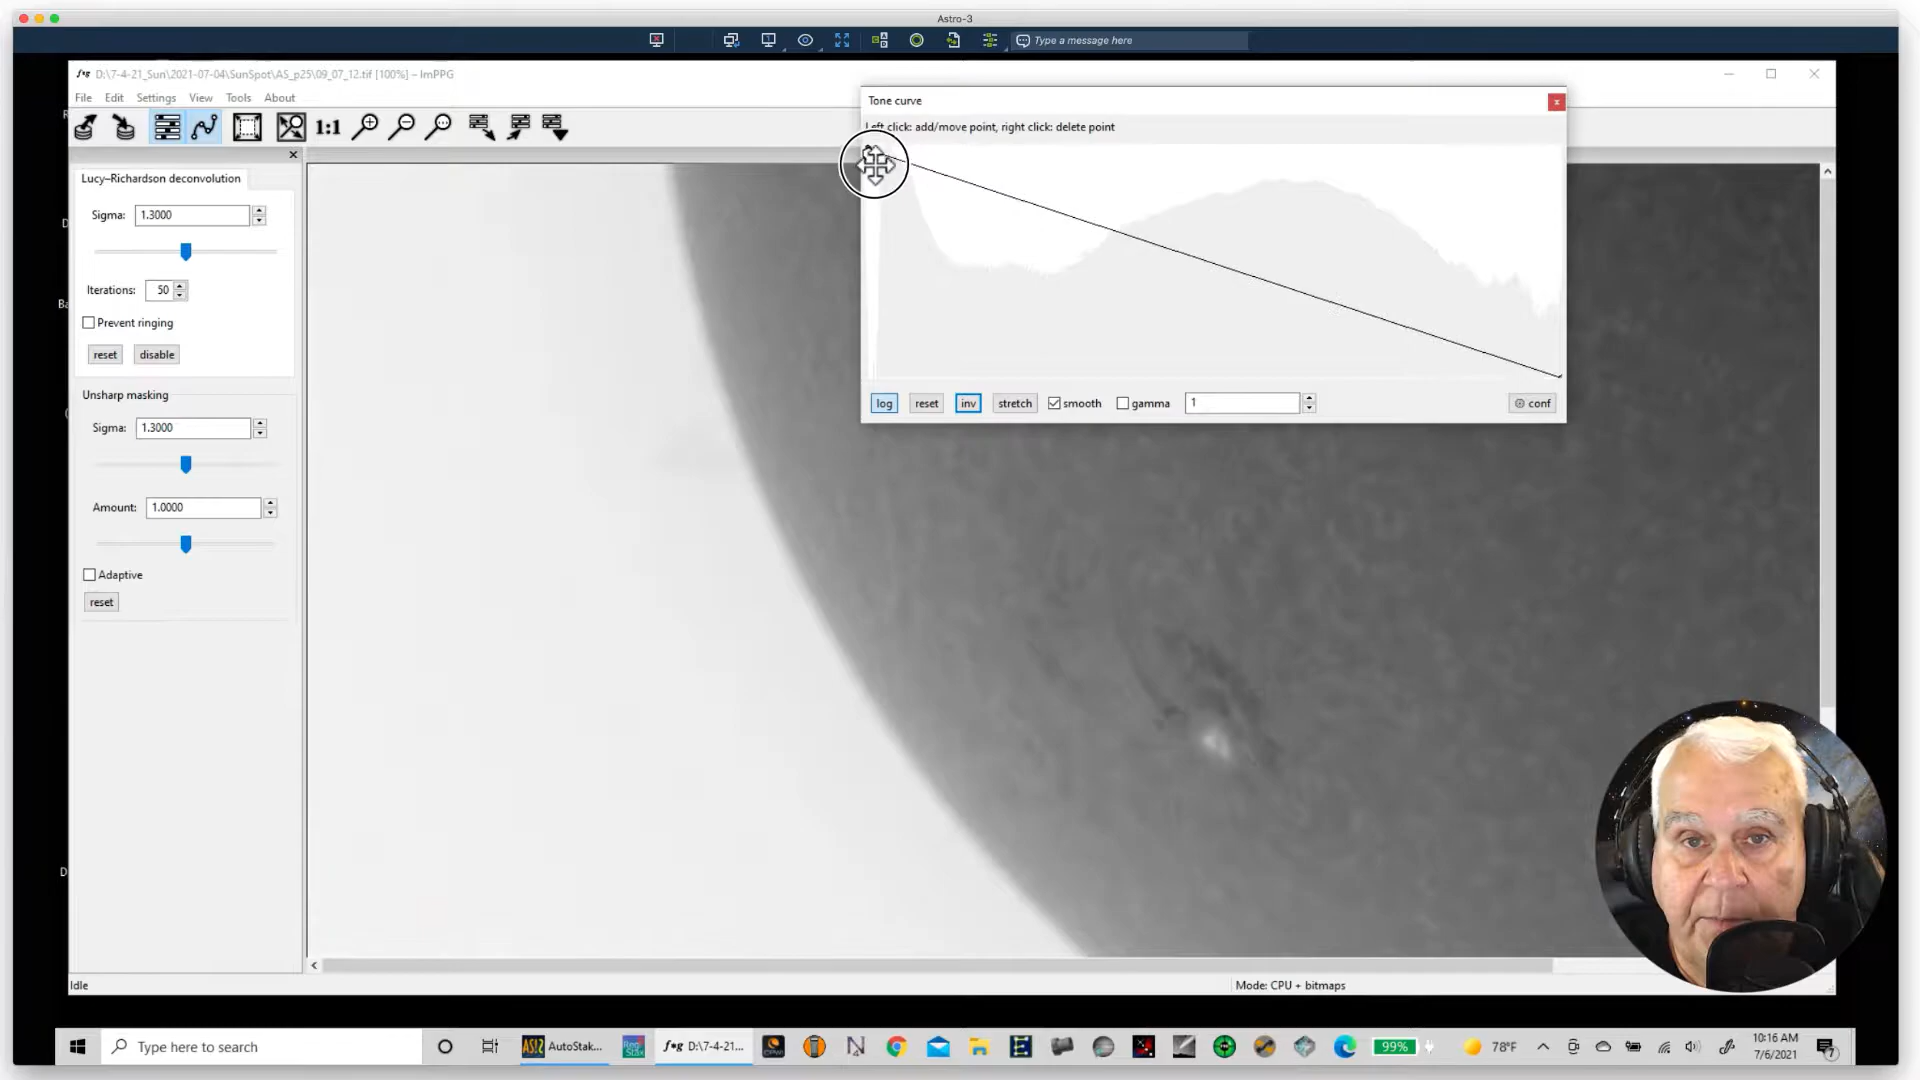 Astro-3
Type a message here
D:\7-4-21_Sun\2021-07-04\SunSpot\AS_p25\09_07_12.tif [100%] – ImPPG
File Edit Settings View Tools About
1:1
Tone curve
Left click: add/move point, right click: delete point
Lucy–Richardson deconvolution
Sigma: 1.3000
Iterations: 50
Prevent ringing
reset disable
Unsharp masking
Sigma: 1.3000
Amount: 1.0000
Adaptive
reset
log reset inv stretch smooth gamma 1 conf
Idle
Mode: CPU + bitmaps
Type here to search
AutoStak...
D:\7-4-21...
99%
78°F
10:16 AM
7/6/2021